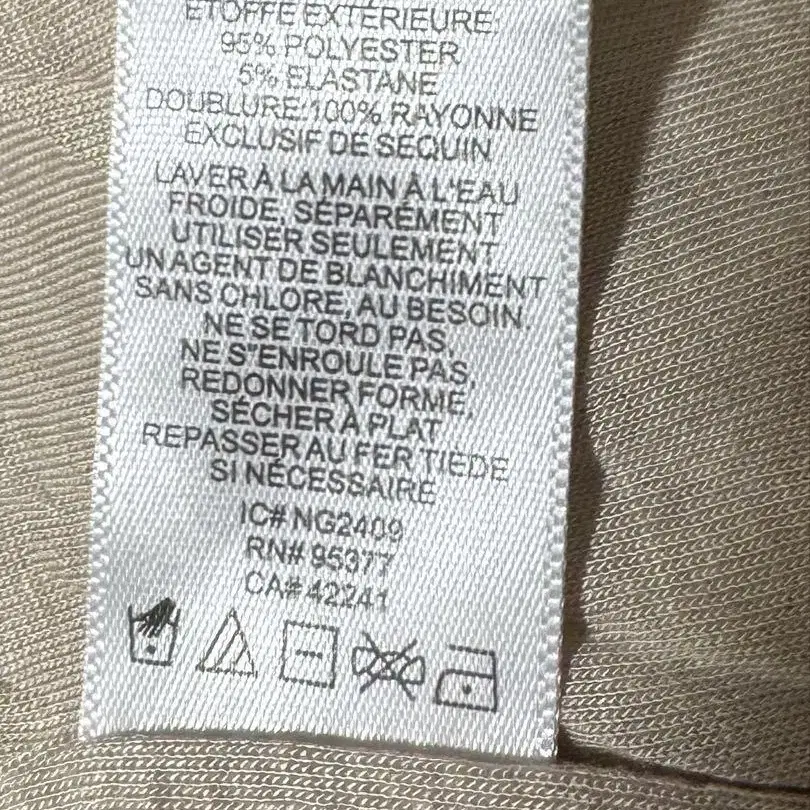 ÉTOFFE EXTÉRIEURE:
95% POLYESTER
5% ELASTANE
DOUBLURE:100% RAYONNE
EXCLUSIF DE SEQUIN
LAVER À LA MAIN À L'EAU
FROIDE, SÉPARÉMENT
UTILISER SEULEMENT
UN AGENT DE BLANCHIMENT
SANS CHLORE, AU BESOIN.
NE SE TORD PAS,
NE S'ENROULE PAS,
REDONNER FORME,
SÉCHER À PLAT
REPASSER AU FER TIÈDE
SI NÉCESSAIRE
IC# NG2409
RN# 95377
CA# 42241